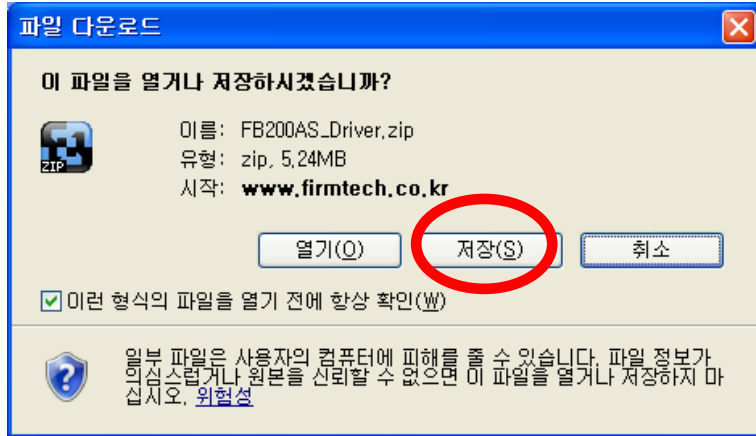 파일 다운로드
이 파일을 열거나 저장하시겠습니까?
ZIP
이름: FB200AS_Driver.zip
유형: zip, 5.24MB
시작: www.firmtech.co.kr
열기(O) 저장(S) 취소
이런 형식의 파일을 열기 전에 항상 확인(W)
일부 파일은 사용자의 컴퓨터에 피해를 줄 수 있습니다. 파일 정보가
의심스럽거나 원본을 신뢰할 수 없으면 이 파일을 열거나 저장하지 마
십시오. 위험성